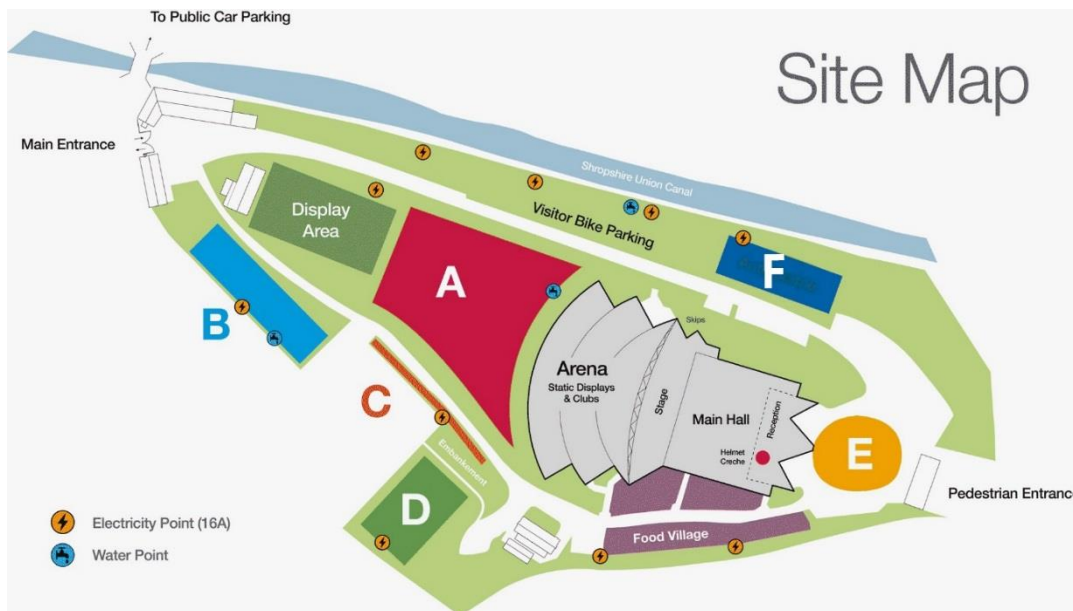 To Public Car Parking
Site Map
Main Entrance
Shropshire Union Canal
Display
Area
Visitor Bike Parking
A
F
B
Skips
Arena
Static Displays
& Clubs
Stage
Main Hall
Reception
C
Helmet
Creche
E
Embankement
Pedestrian Entrance
D
Electricity Point (16A)
Food Village
Water Point